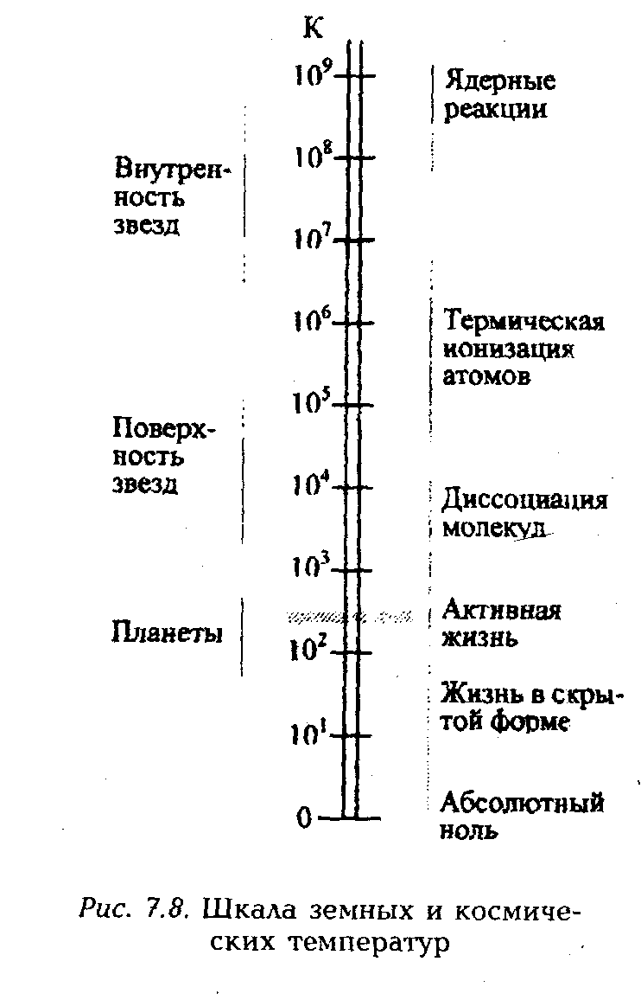 К
10⁹
Ядерные
реакции
10⁸
Внутрен-
ность
звезд
10⁷
10⁶
Термическая
ионизация
атомов
10⁵
Поверх-
ность
звезд
10⁴
Диссоциация
молекул
10³
Активная
жизнь
Планеты
10²
Жизнь в скры-
той форме
10¹
Абсолютный
ноль
0
Рис. 7.8. Шкала земных и космиче-
ских температур